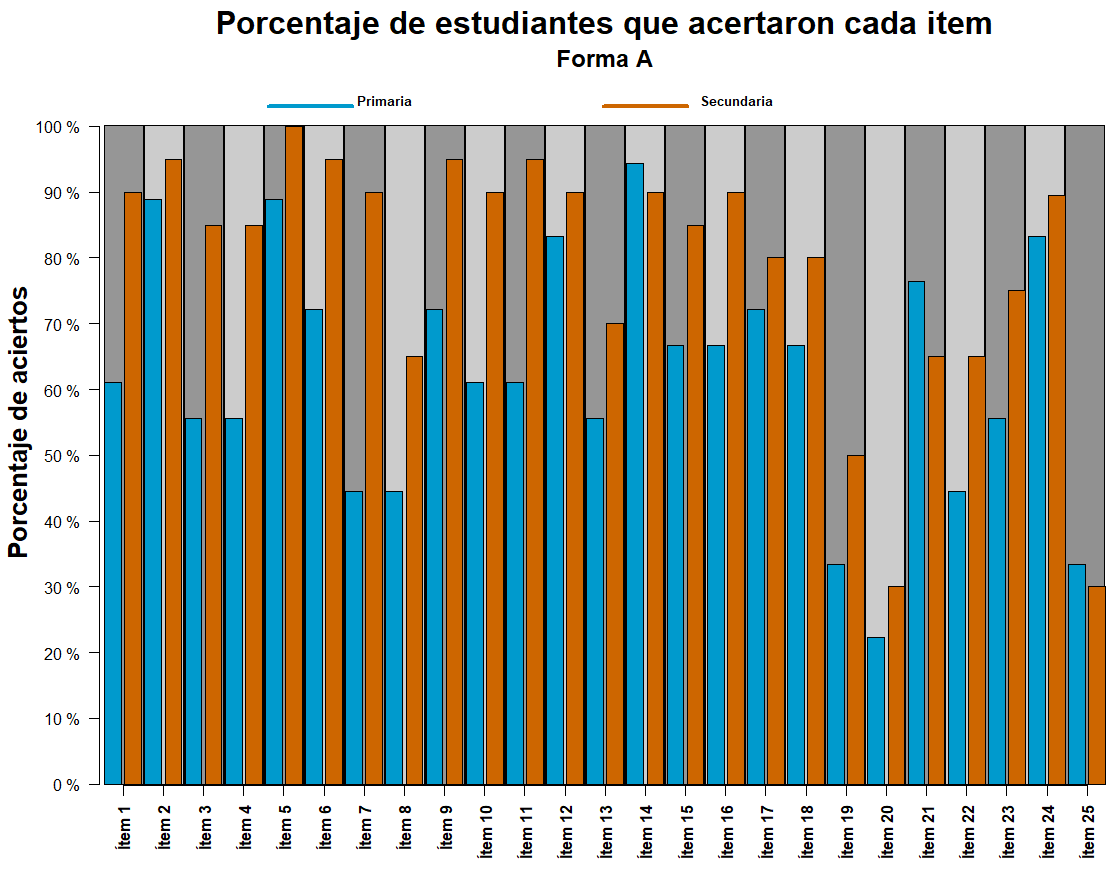 Porcentaje de estudiantes que acertaron cada item
Forma A
Primaria
Secundaria
Porcentaje de aciertos
100 %
90 %
80 %
70 %
60 %
50 %
40 %
30 %
20 %
10 %
0 %
Ítem 1
Ítem 2
Ítem 3
Ítem 4
Ítem 5
Ítem 6
Ítem 7
Ítem 8
Ítem 9
Ítem 10
Ítem 11
Ítem 12
Ítem 13
Ítem 14
Ítem 15
Ítem 16
Ítem 17
Ítem 18
Ítem 19
Ítem 20
Ítem 21
Ítem 22
Ítem 23
Ítem 24
Ítem 25